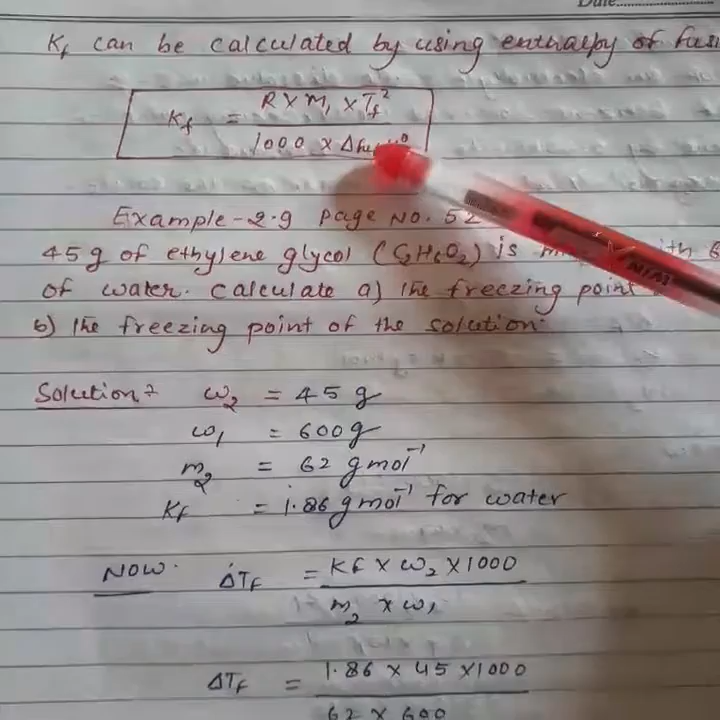 Date
Kf can be calculated by using enthalpy of
Kf = R X M1 X Tf²
1000 X Δ
Example - 2.9 Page No. 52
45 g of ethylene glycol (C2H6O2) is
of water. Calculate a) The freezing point
b) The freezing point of the solution.
Solution: w2 = 45 g
w1 = 600g
m2 = 62 g mol⁻¹
Kf = 1.86 g mol⁻¹ for water
NOW. ΔTf = Kf X w2 X 1000
m2 X w1
ΔTf = 1.86 X 45 X 1000
62 X 600